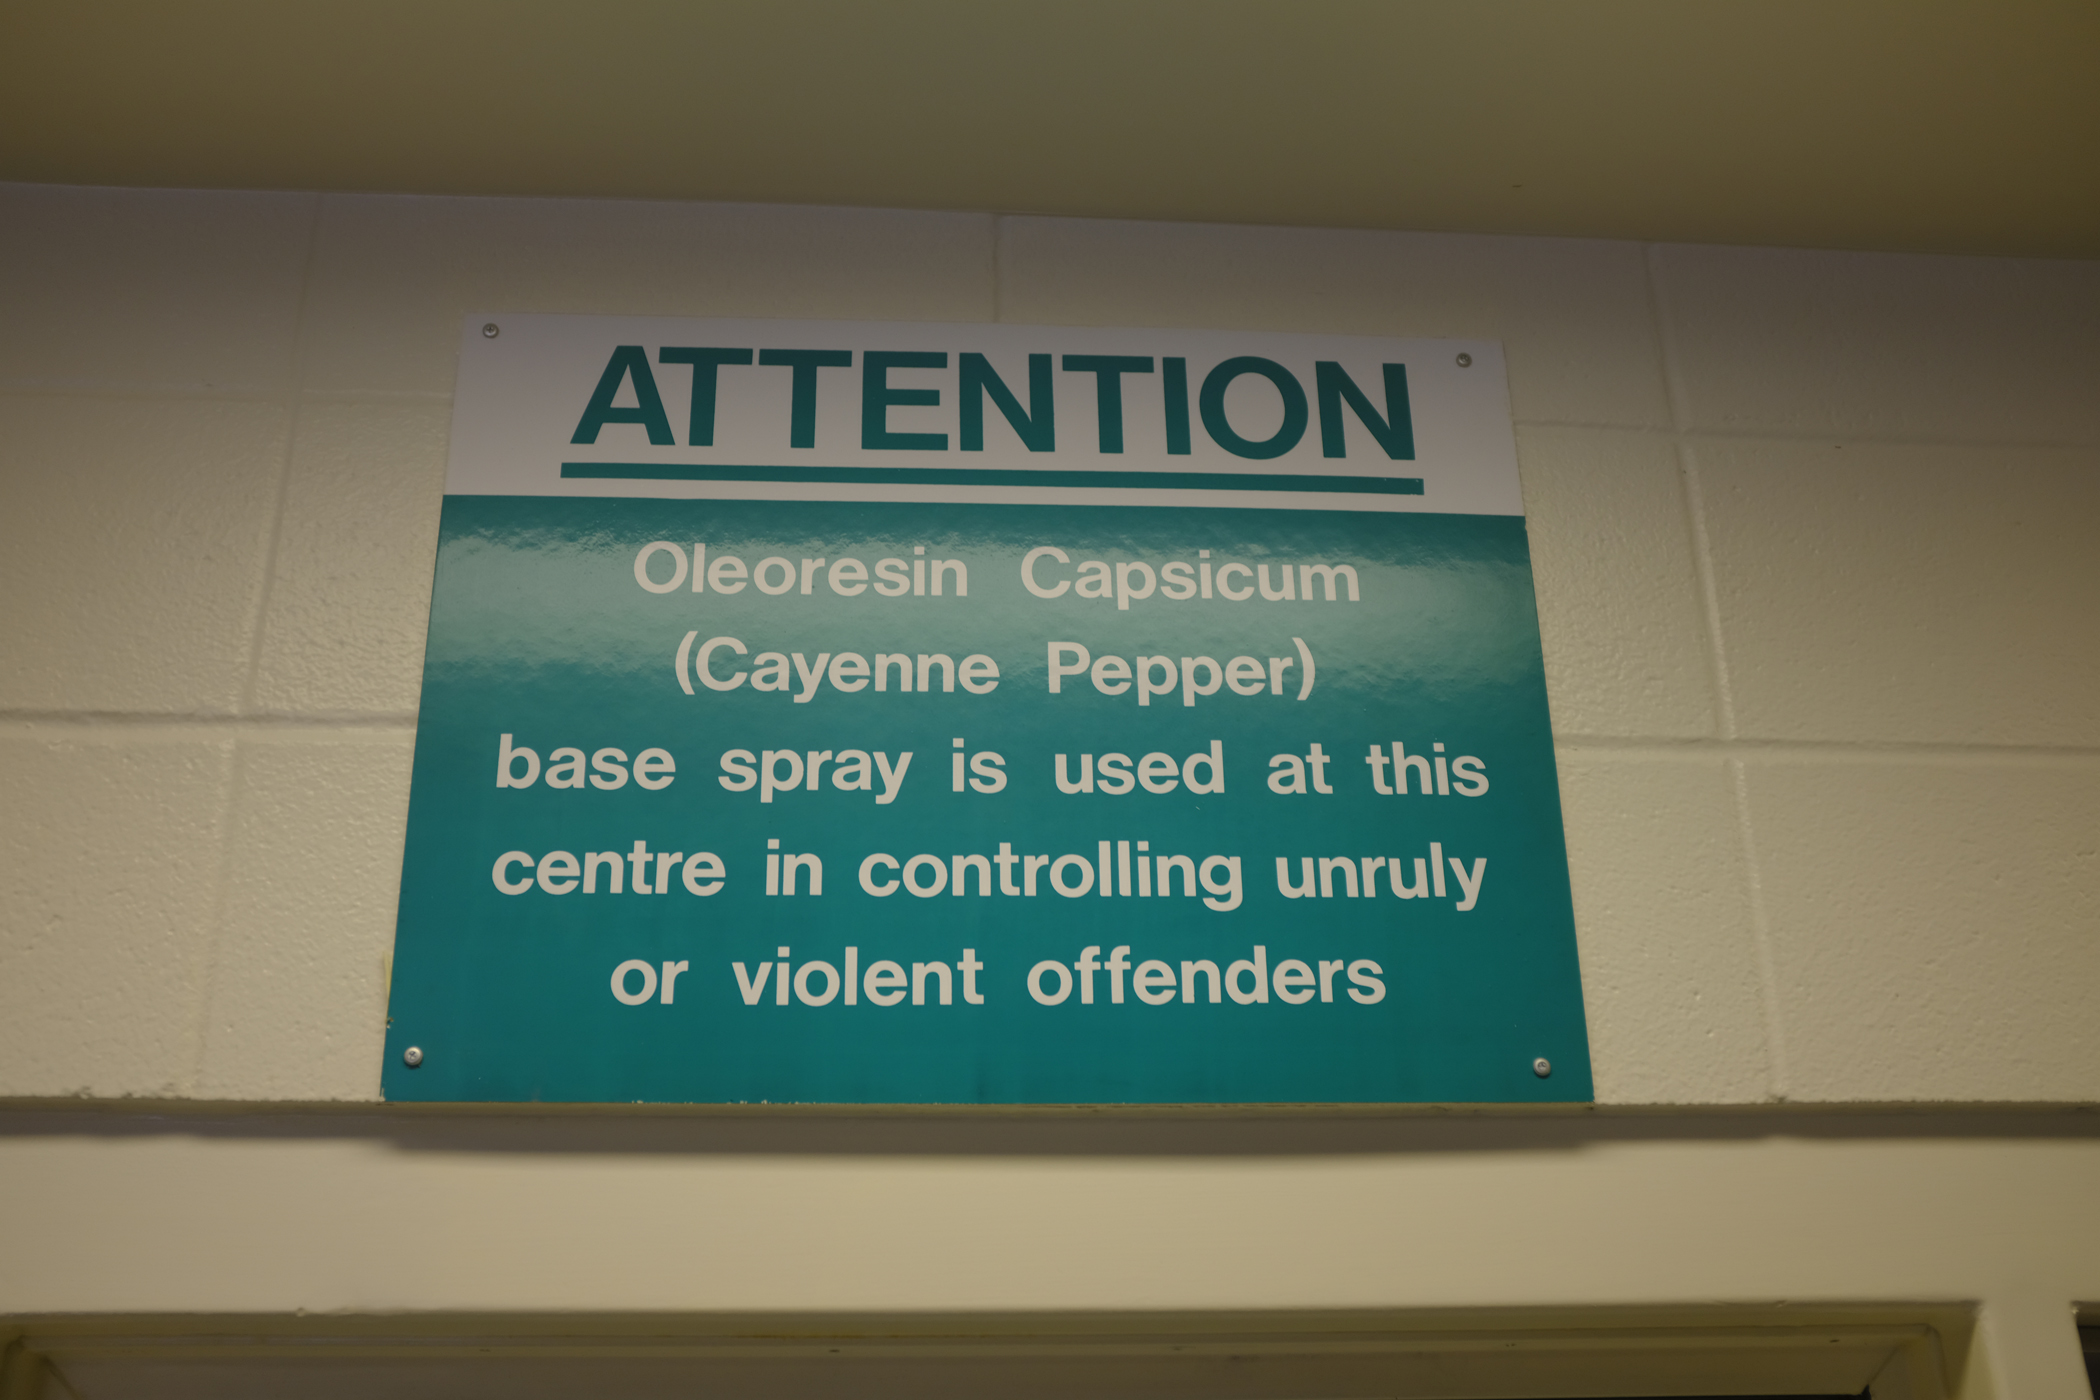 ATTENTION
Oleoresin Capsicum
(Cayenne Pepper)
base spray is used at this
centre in controlling unruly
or violent offenders